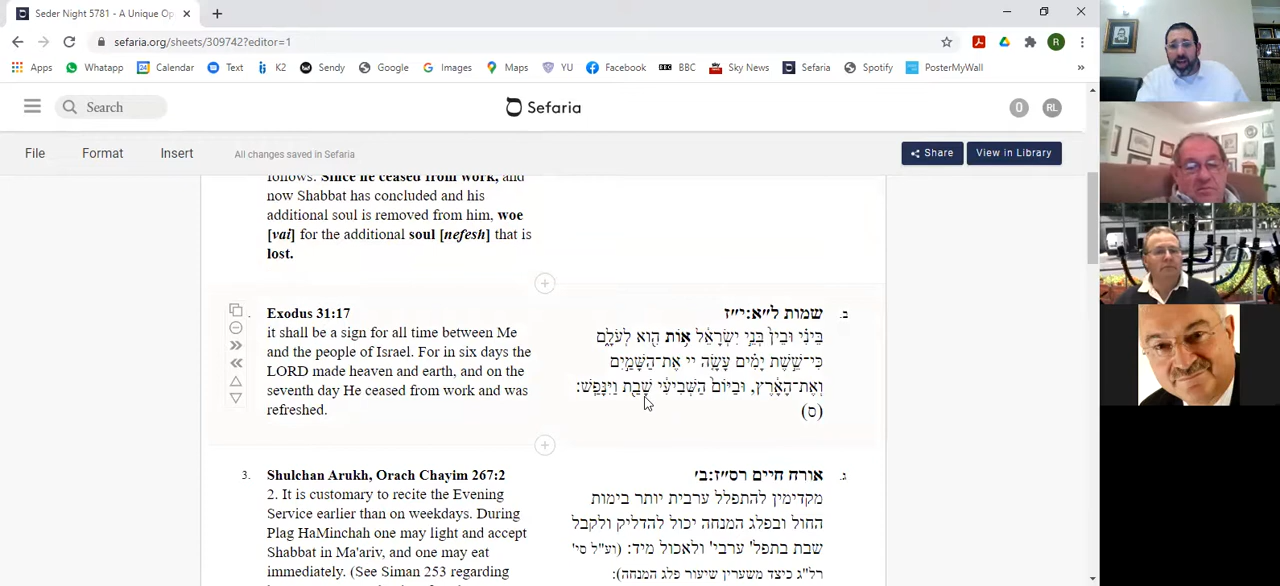 Seder Night 5781 - A Unique Op
sefaria.org/sheets/309742?editor=1
R
Apps Whatapp Calendar Text K2 Sendy Google Images Maps YU Facebook BBC Sky News Sefaria Spotify PosterMyWall »
Search
Sefaria
0 RL
File Format Insert All changes saved in Sefaria Share View in Library
follows. Since he ceased from work, and
now Shabbat has concluded and his
additional soul is removed from him, woe
[vai] for the additional soul [nefesh] that is
lost.
Exodus 31:17
it shall be a sign for all time between Me
and the people of Israel. For in six days the
LORD made heaven and earth, and on the
seventh day He ceased from work and was
refreshed.
ב.
שמות ל״א:י״ז
בֵּינִ֗י וּבֵין֙ בְּנֵ֣י יִשְׂרָאֵ֔ל א֥וֹת הִ֖וא לְעֹלָ֑ם
כִּי־שֵׁ֣שֶׁת יָמִ֗ים עָשָׂ֤ה יי אֶת־הַשָּׁמַ֣יִם
וְאֶת־הָאָ֔רֶץ, וּבַיּוֹם֙ הַשְּׁבִיעִ֔י שָׁבַ֖ת וַיִּנָּפַֽשׁ׃
(ס)
3.
Shulchan Arukh, Orach Chayim 267:2
2. It is customary to recite the Evening
Service earlier than on weekdays. During
Plag HaMinchah one may light and accept
Shabbat in Ma'ariv, and one may eat
immediately. (See Siman 253 regarding
ג.
אורח חיים רס״ז:ב׳
מקדימין להתפלל ערבית יותר בימות
החול ובפלג המנחה יכול להדליק ולקבל
שבת בתפל' ערבי' ולאכול מיד: (וע"ל סי'
רל"ג כיצד משערין שיעור פלג המנחה):